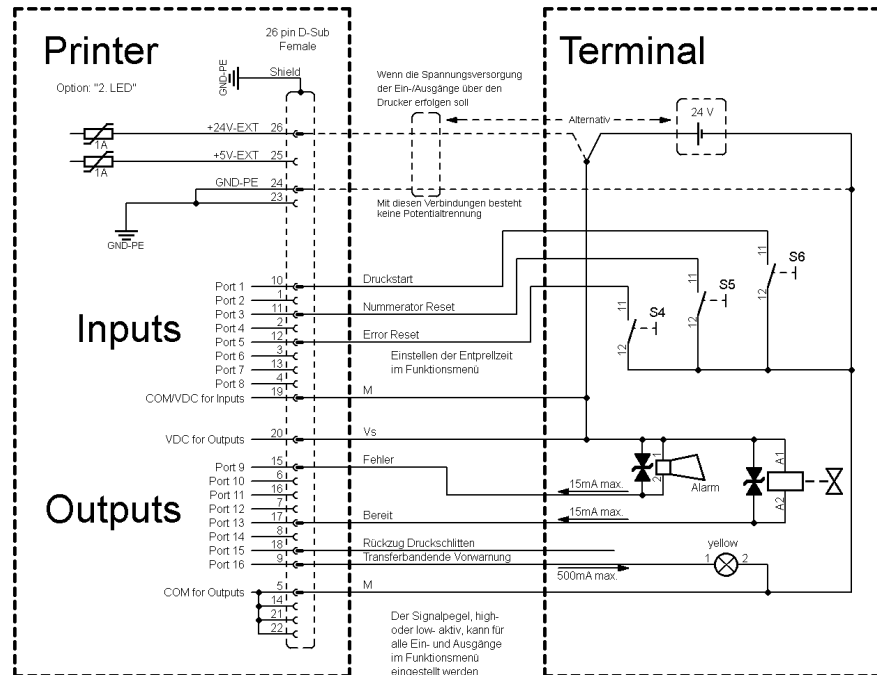 Printer
26 pin D-Sub
Female
Terminal
Option: "2. LED"
GND-PE
Shield
Wenn die Spannungsversorgung
der Ein-/Ausgänge über den
Drucker erfolgen soll
Alternativ
24 V
+24V-EXT 26
1A
+5V-EXT 25
1A
GND-PE 24
23
GND-PE
Mit diesen Verbindungen besteht
keine Potentialtrennung
Inputs
Port 1 10 Druckstart
Port 2 1
Port 3 11 Nummerator Reset
Port 4 2
Port 5 12 Error Reset
Port 6 3
Port 7 13
Port 8 4
COM/VDC for Inputs 19 M
Einstellen der Entprellzeit
im Funktionsmenü
11 S4 12
11 S5 12
11 S6 12
VDC for Outputs 20 Vs
Outputs
Port 9 15 Fehler
Port 10 6
Port 11 16
Port 12 7
Port 13 17 Bereit
Port 14 8
Port 15 18 Rückzug Druckschlitten
Port 16 9 Transferbandende Vorwarnung
15mA max.
1
2
Alarm
A1
A2
15mA max.
500mA max.
yellow
1 2
COM for Outputs 5 M
14
21
22
Der Signalpegel, high-
oder low- aktiv, kann für
alle Ein- und Ausgänge
im Funktionsmenü
eingestellt werden